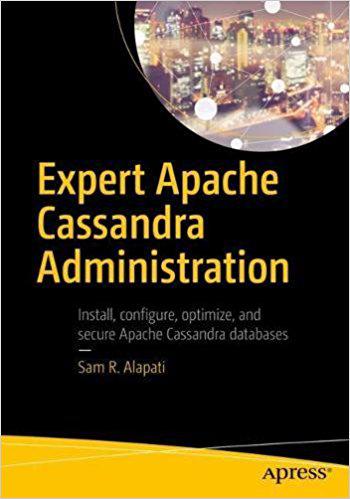 Expert Apache
Cassandra
Administration
Install, configure, optimize, and
secure Apache Cassandra databases
—
Sam R. Alapati
Apress®